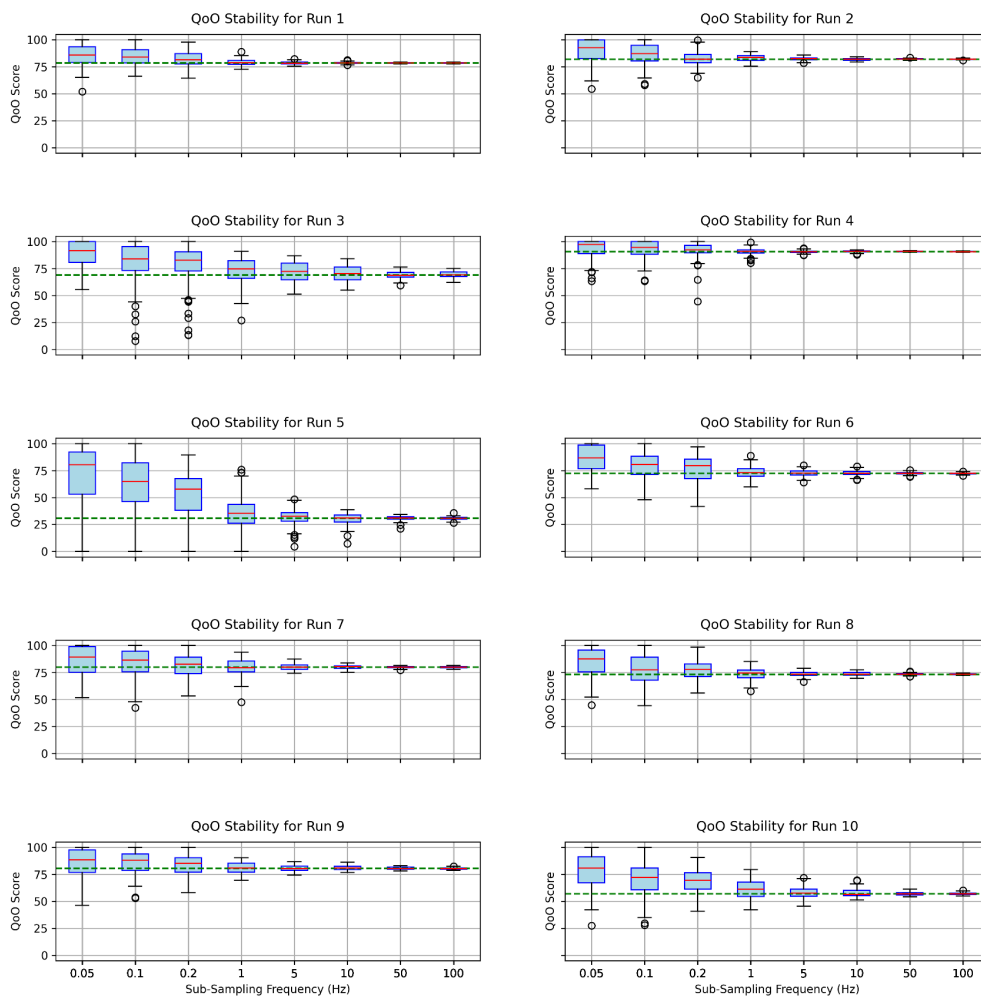 QoO Stability for Run 1
QoO Stability for Run 2
100
75
50
25
0
QoO Score
QoO Score
QoO Stability for Run 3
QoO Stability for Run 4
100
75
50
25
0
QoO Score
QoO Score
QoO Stability for Run 5
QoO Stability for Run 6
100
75
50
25
0
QoO Score
QoO Score
QoO Stability for Run 7
QoO Stability for Run 8
100
75
50
25
0
QoO Score
QoO Score
QoO Stability for Run 9
QoO Stability for Run 10
100
75
50
25
0
QoO Score
QoO Score
0.05 0.1 0.2 1 5 10 50 100
0.05 0.1 0.2 1 5 10 50 100
Sub-Sampling Frequency (Hz)
Sub-Sampling Frequency (Hz)